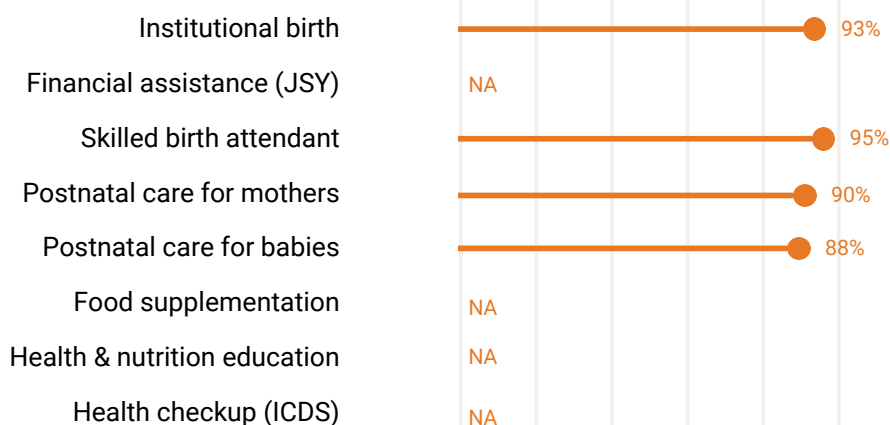 Institutional birth 93%
Financial assistance (JSY) NA
Skilled birth attendant 95%
Postnatal care for mothers 90%
Postnatal care for babies 88%
Food supplementation NA
Health & nutrition education NA
Health checkup (ICDS) NA